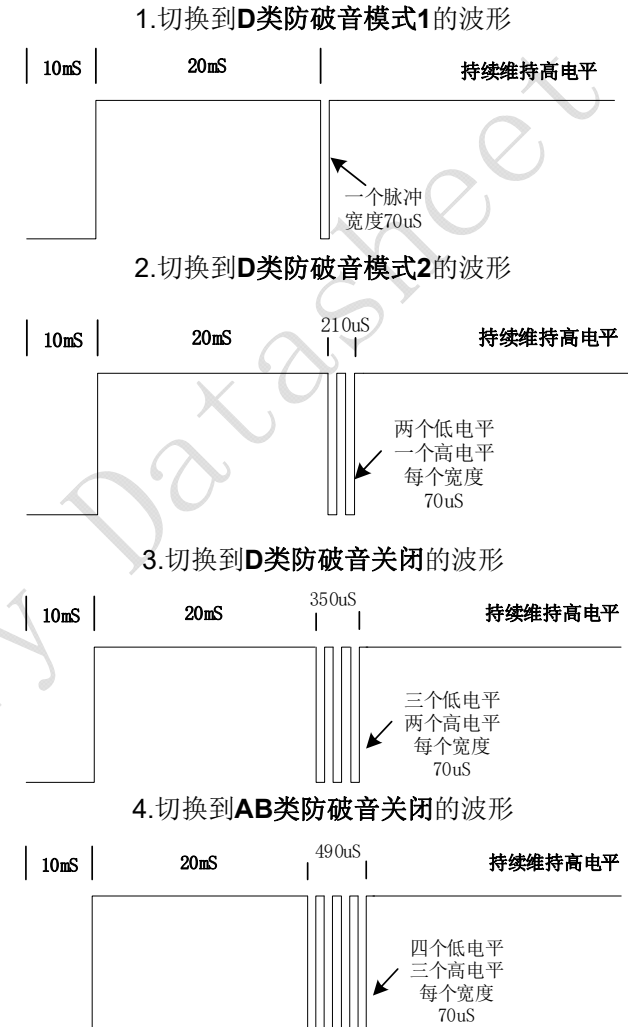 1.切换到D类防破音模式1的波形
10mS 20mS 持续维持高电平
一个脉冲
宽度70uS
2.切换到D类防破音模式2的波形
210uS
10mS 20mS 持续维持高电平
两个低电平
一个高电平
每个宽度
70uS
3.切换到D类防破音关闭的波形
350uS
10mS 20mS 持续维持高电平
三个低电平
两个高电平
每个宽度
70uS
4.切换到AB类防破音关闭的波形
490uS
10mS 20mS 持续维持高电平
四个低电平
三个高电平
每个宽度
70uS
y Datasheet